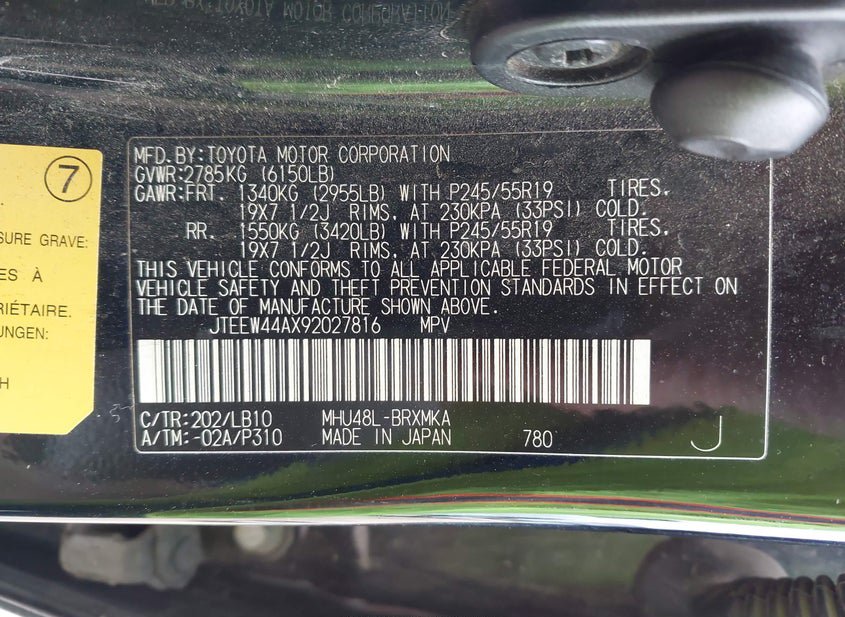 MFD.BY:TOYOTA MOTOR CORPORATION
GVWR:2785KG (6150LB)
GAWR:FRT. 1340KG (2955LB) WITH P245/55R19 TIRES,
19X7 1/2J RIMS, AT 230KPA (33PSI) COLD.
RR. 1550KG (3420LB) WITH P245/55R19 TIRES,
19X7 1/2J RIMS, AT 230KPA (33PSI) COLD.
THIS VEHICLE CONFORMS TO ALL APPLICABLE FEDERAL MOTOR
VEHICLE SAFETY AND THEFT PREVENTION STANDARDS IN EFFECT ON
THE DATE OF MANUFACTURE SHOWN ABOVE.
JTEEW44AX92027816 MPV
C/TR:202/LB10 MHU48L-BRXMKA
A/TM:-02A/P310 MADE IN JAPAN 780 J
7
SURE GRAVE:
ES À
RIÉTAIRE.
UNGEN:
H